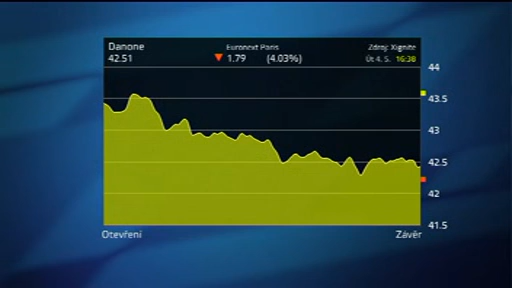 Danone Euronext Paris Zdroj: Xignite
42.51 1.79 (4.03%) Út 4. 5. 16:38
44
43.5
43
42.5
42
41.5
Otevření Závěr